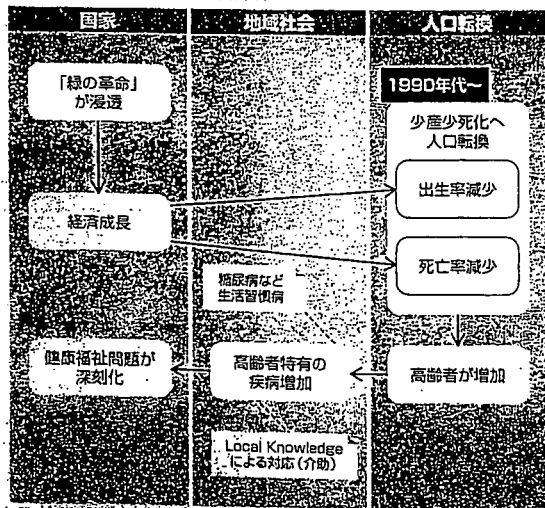 国家
地域社会
人口転換
「緑の革命」
が浸透
1990年代〜
少産少死化へ
人口転換
出生率減少
経済成長
死亡率減少
糖尿病など
生活習慣病
健康福祉問題が
深刻化
高齢者特有の
疾病増加
高齢者が増加
Local Knowledge
による対応(介助)